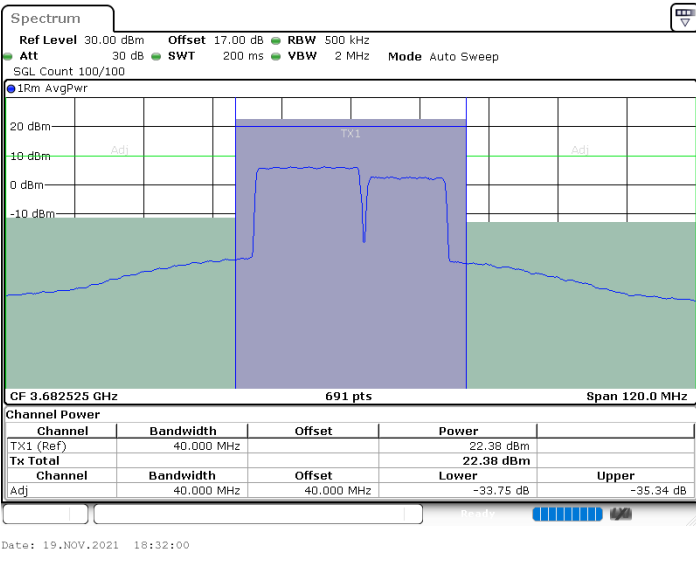 Spectrum
Ref Level 30.00 dBm Offset 17.00 dB RBW 500 kHz
Att 30 dB SWT 200 ms VBW 2 MHz Mode Auto Sweep
SGL Count 100/100
1Rm AvgPwr
20 dBm
TX1
Adj Adj
10 dBm
0 dBm
-10 dBm
CF 3.682525 GHz 691 pts Span 120.0 MHz
Channel Power
Channel Bandwidth Offset Power
TX1 (Ref) 40.000 MHz 22.38 dBm
Tx Total 22.38 dBm
Channel Bandwidth Offset Lower Upper
Adj 40.000 MHz 40.000 MHz -33.75 dB -35.34 dB
Ready
Date: 19.NOV.2021 18:32:00